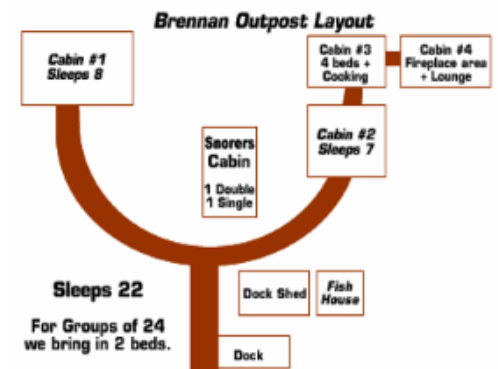 Brennan Outpost Layout
Cabin #1
Sleeps 8
Cabin #3
4 beds +
Cooking
Cabin #4
Fireplace area
+ Lounge
Cabin #2
Sleeps 7
Snorers
Cabin
1 Double
1 Single
Sleeps 22
For Groups of 24
we bring in 2 beds.
Dock Shed
Fish
House
Dock